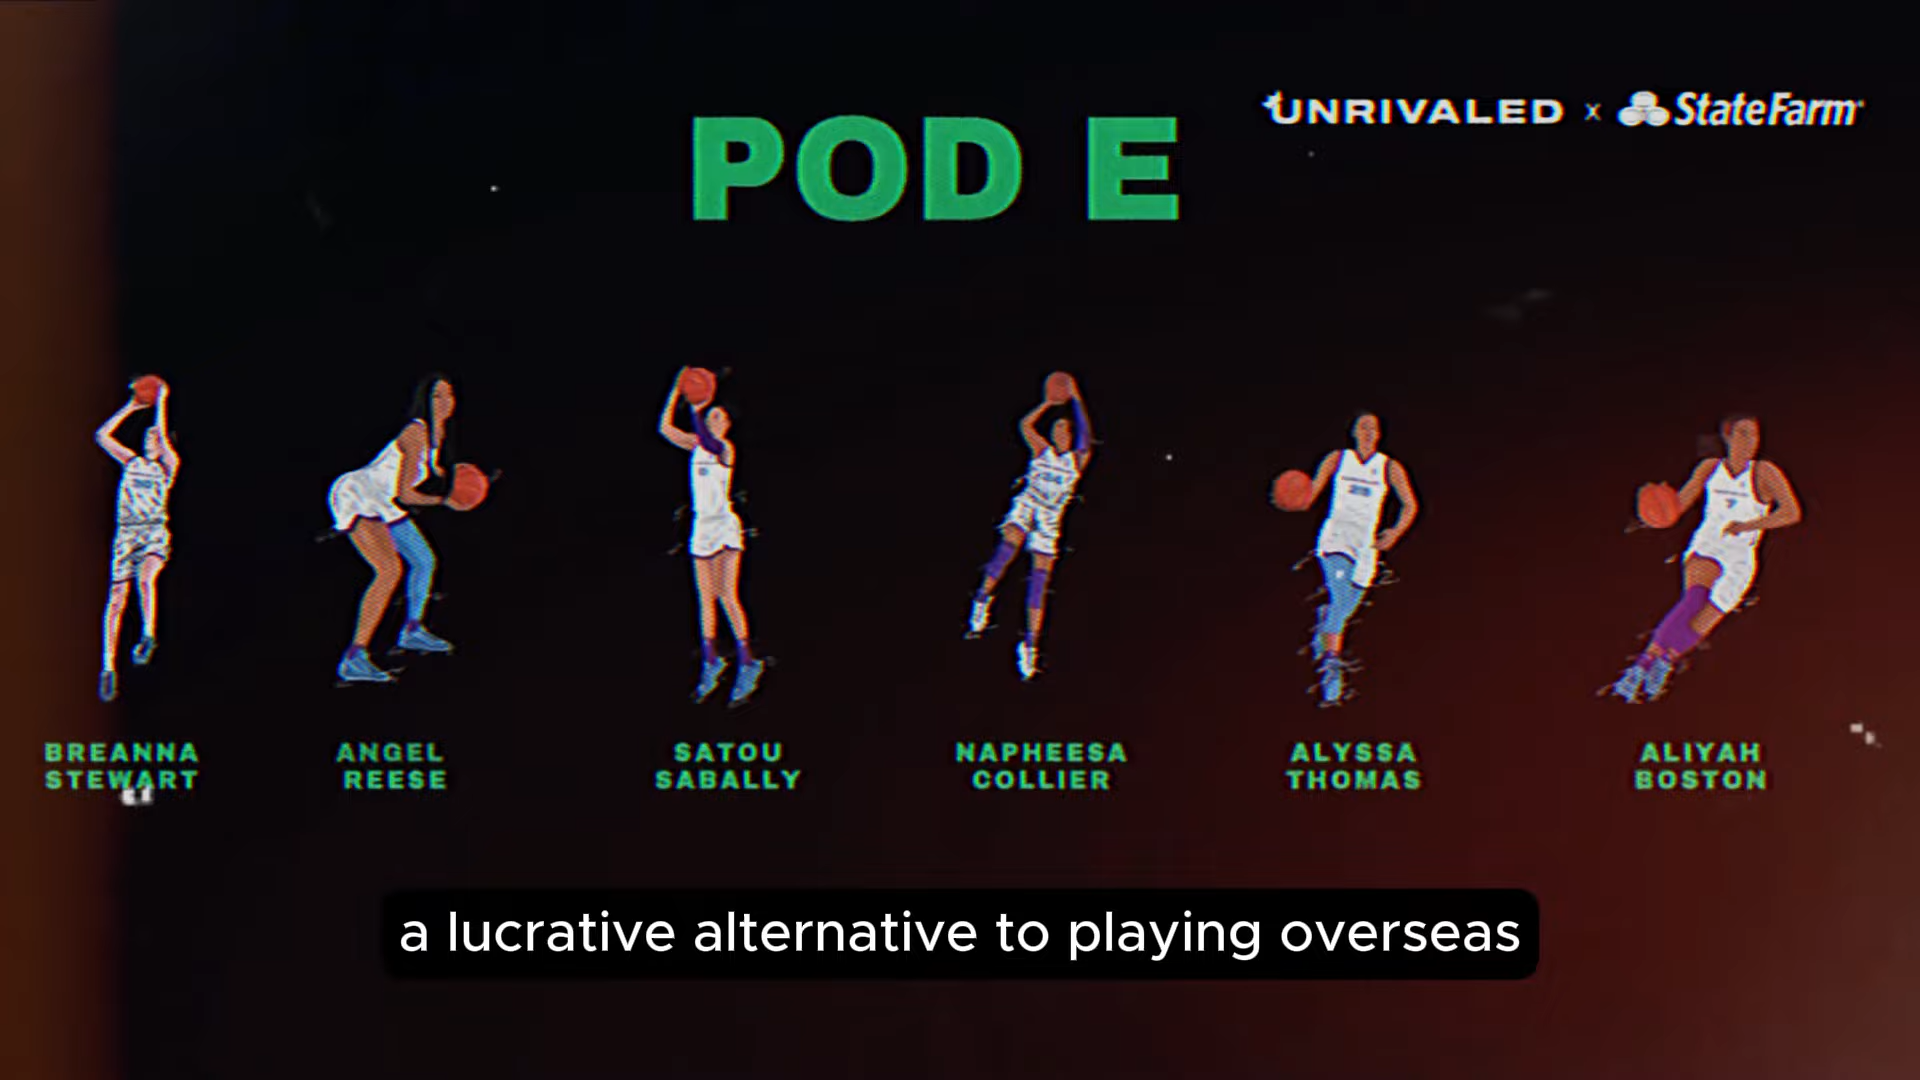 UNRIVALED x StateFarm
POD E
BREANNA
STEWART
ANGEL
REESE
SATOU
SABALLY
NAPHEESA
COLLIER
ALYSSA
THOMAS
ALIYAH
BOSTON
a lucrative alternative to playing overseas